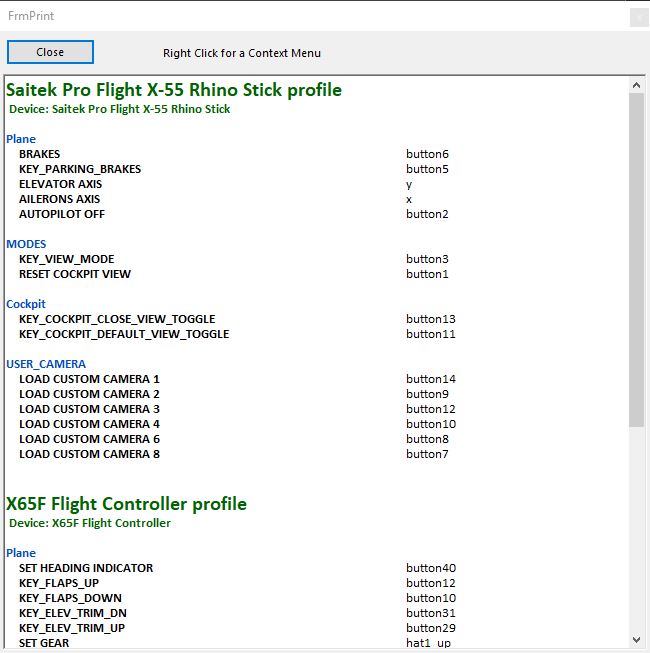 FrmPrint
Close
Right Click for a Context Menu
Saitek Pro Flight X-55 Rhino Stick profile
Device: Saitek Pro Flight X-55 Rhino Stick
Plane
BRAKES button6
KEY_PARKING_BRAKES button5
ELEVATOR AXIS y
AILERONS AXIS x
AUTOPILOT OFF button2
MODES
KEY_VIEW_MODE button3
RESET COCKPIT VIEW button1
Cockpit
KEY_COCKPIT_CLOSE_VIEW_TOGGLE button13
KEY_COCKPIT_DEFAULT_VIEW_TOGGLE button11
USER_CAMERA
LOAD CUSTOM CAMERA 1 button14
LOAD CUSTOM CAMERA 2 button9
LOAD CUSTOM CAMERA 3 button12
LOAD CUSTOM CAMERA 4 button10
LOAD CUSTOM CAMERA 6 button8
LOAD CUSTOM CAMERA 8 button7
X65F Flight Controller profile
Device: X65F Flight Controller
Plane
SET HEADING INDICATOR button40
KEY_FLAPS_UP button12
KEY_FLAPS_DOWN button10
KEY_ELEV_TRIM_DN button31
KEY_ELEV_TRIM_UP button29
SET GEAR hat1_up